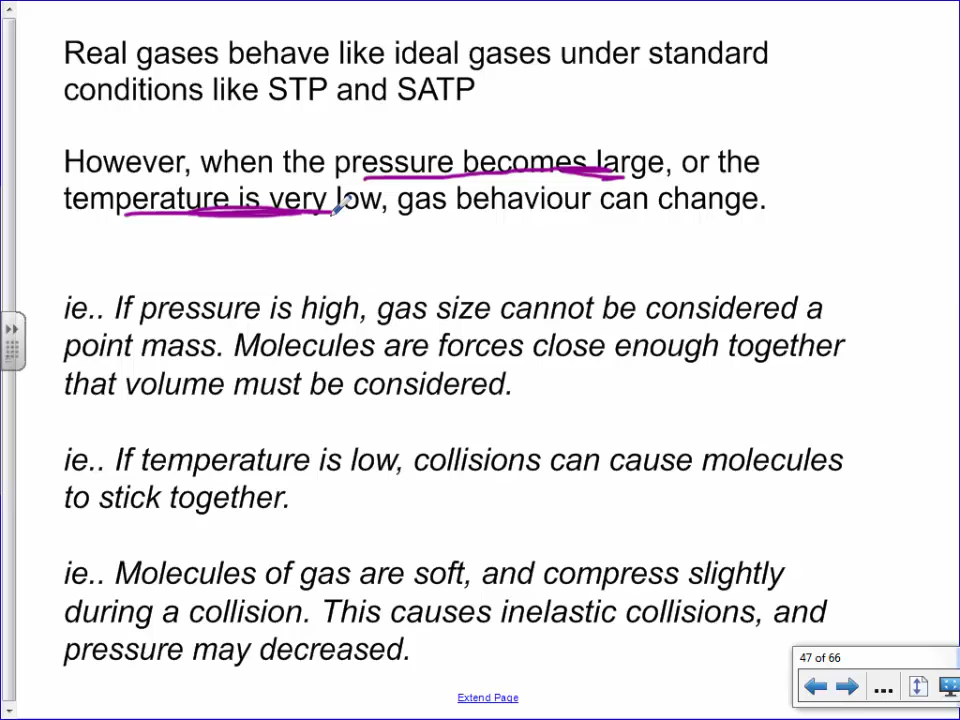 Real gases behave like ideal gases under standard
conditions like STP and SATP
However, when the pressure becomes large, or the
temperature is very low, gas behaviour can change.
ie.. If pressure is high, gas size cannot be considered a
point mass. Molecules are forces close enough together
that volume must be considered.
ie.. If temperature is low, collisions can cause molecules
to stick together.
ie.. Molecules of gas are soft, and compress slightly
during a collision. This causes inelastic collisions, and
pressure may decreased.
47 of 66
...
Extend Page